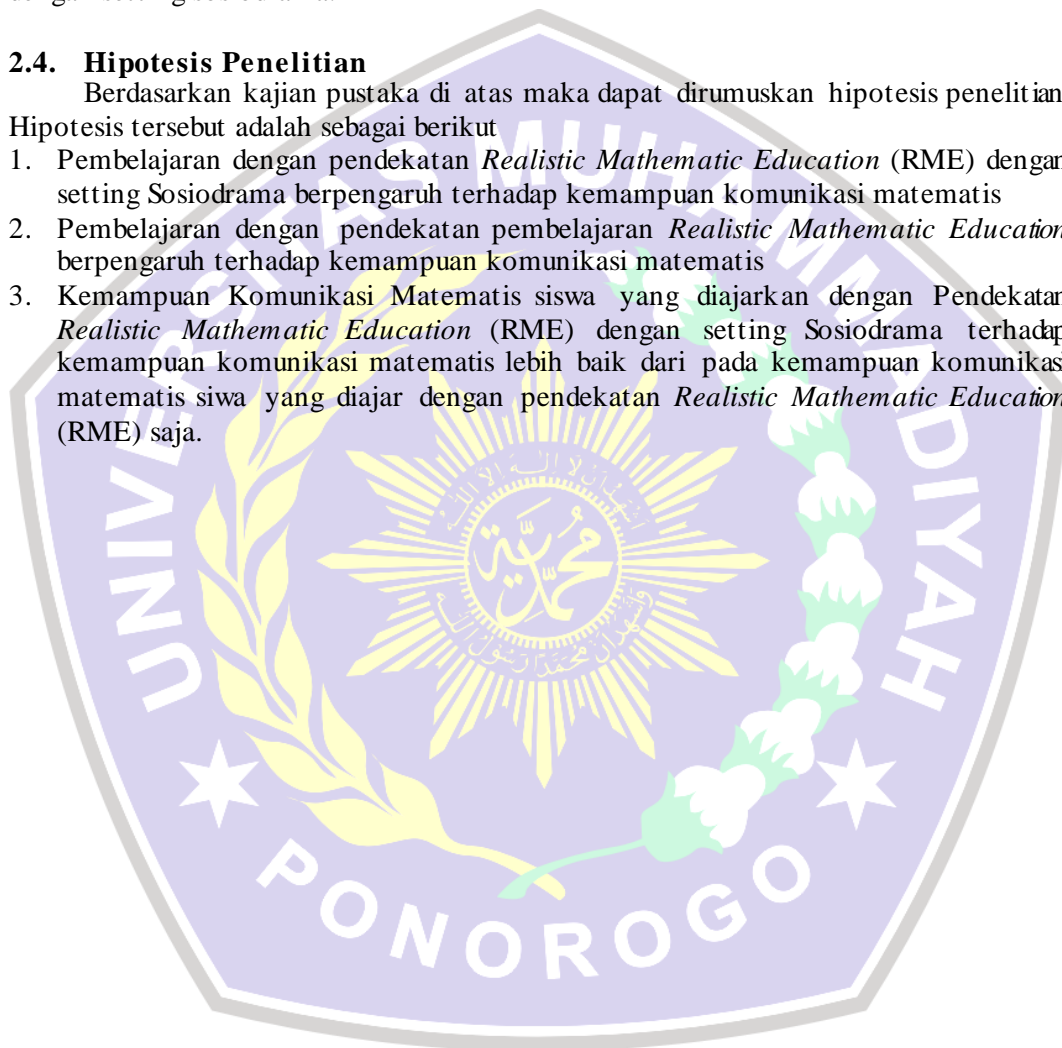 2.4. Hipotesis Penelitian
Berdasarkan kajian pustaka di atas maka dapat dirumuskan hipotesis penelitian
Hipotesis tersebut adalah sebagai berikut
1. Pembelajaran dengan pendekatan Realistic Mathematic Education (RME) dengan
setting Sosiodrama berpengaruh terhadap kemampuan komunikasi matematis
2. Pembelajaran dengan pendekatan pembelajaran Realistic Mathematic Education
berpengaruh terhadap kemampuan komunikasi matematis
3. Kemampuan Komunikasi Matematis siswa yang diajarkan dengan Pendekatan
Realistic Mathematic Education (RME) dengan setting Sosiodrama terhadap
kemampuan komunikasi matematis lebih baik dari pada kemampuan komunikasi
matematis siwa yang diajar dengan pendekatan Realistic Mathematic Education
(RME) saja.
UNIVERSITAS MUHAMMADIYAH
PONOROGO